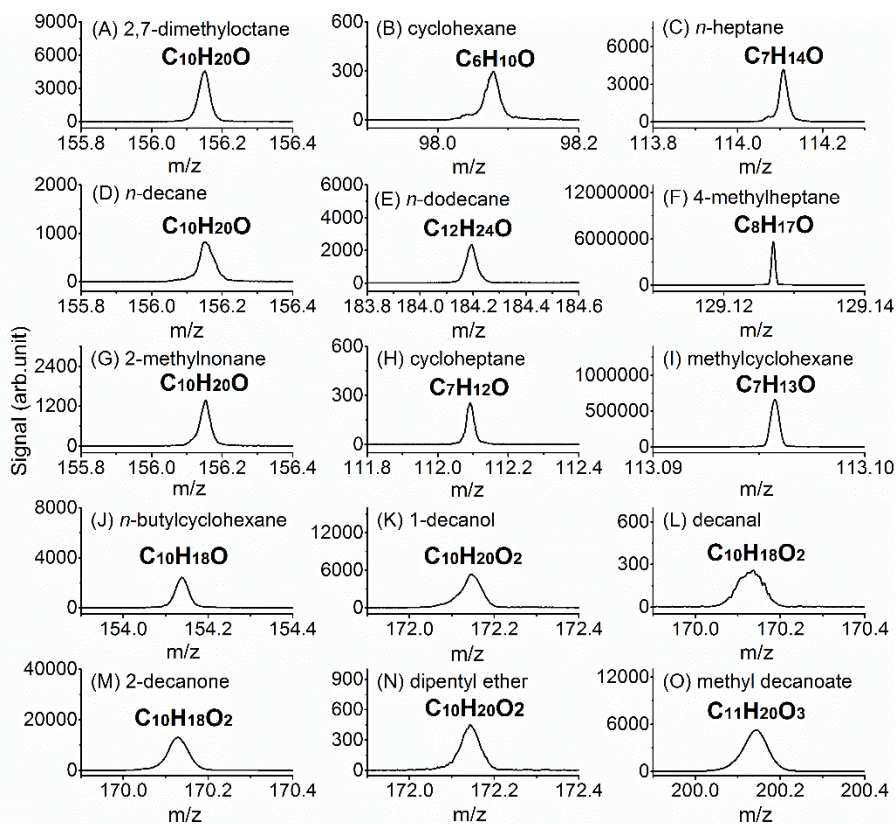 Signal (arb.unit)
(A) 2,7-dimethyloctane
C10H20O
9000
6000
3000
0
155.8 156.0 156.2 156.4
m/z
(B) cyclohexane
C6H10O
600
300
0
98.0 98.2
m/z
(C) n-heptane
C7H14O
6000
3000
0
113.8 114.0 114.2
m/z
(D) n-decane
C10H20O
2000
1000
0
155.8 156.0 156.2 156.4
m/z
(E) n-dodecane
C12H24O
6000
4000
2000
0
183.8 184.0 184.2 184.4 184.6
m/z
(F) 4-methylheptane
C8H17O
12000000
6000000
0
129.12 129.14
m/z
(G) 2-methylnonane
C10H20O
2400
1200
0
155.8 156.0 156.2 156.4
m/z
(H) cycloheptane
C7H12O
600
300
0
111.8 112.0 112.2 112.4
m/z
(I) methylcyclohexane
C7H13O
1000000
500000
0
113.09 113.10
m/z
(J) n-butylcyclohexane
C10H18O
8000
4000
0
154.0 154.2 154.4
m/z
(K) 1-decanol
C10H20O2
12000
6000
0
172.0 172.2 172.4
m/z
(L) decanal
C10H18O2
600
300
0
170.0 170.2 170.4
m/z
(M) 2-decanone
C10H18O2
40000
20000
0
170.0 170.2 170.4
m/z
(N) dipentyl ether
C10H20O2
900
600
300
0
172.0 172.2 172.4
m/z
(O) methyl decanoate
C11H20O3
12000
6000
0
200.0 200.2 200.4
m/z